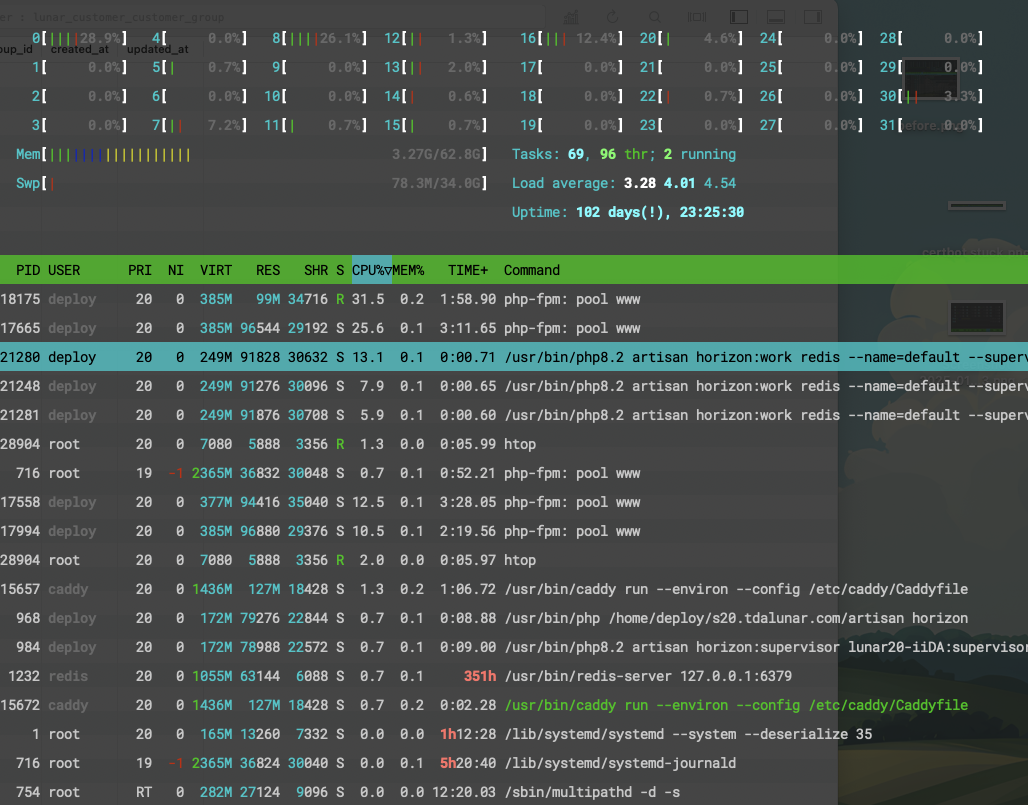 er : lunar_customer_customer_group
oup_id created_at updated_at
0[||||28.9%] 4[ 0.0%] 8[||||26.1%] 12[|| 1.3%] 16[||| 12.4%] 20[| 4.6%] 24[ 0.0%] 28[ 0.0%]
1[ 0.0%] 5[| 0.7%] 9[ 0.0%] 13[|| 2.0%] 17[ 0.0%] 21[ 0.0%] 25[ 0.0%] 29[ 0.0%]
2[ 0.0%] 6[ 0.0%] 10[ 0.0%] 14[| 0.6%] 18[ 0.0%] 22[| 0.7%] 26[ 0.0%] 30[|| 3.3%]
3[ 0.0%] 7[|| 7.2%] 11[| 0.7%] 15[| 0.7%] 19[ 0.0%] 23[ 0.0%] 27[ 0.0%] 31[ 0.0%]
Mem[|||||||||||||||||| 3.27G/62.8G] Tasks: 69, 96 thr; 2 running
Swp[| 78.3M/34.0G] Load average: 3.28 4.01 4.54
Uptime: 102 days(!), 23:25:30
PID USER PRI NI VIRT RES SHR S CPU%▽MEM% TIME+ Command
18175 deploy 20 0 385M 99M 34716 R 31.5 0.2 1:58.90 php-fpm: pool www
17665 deploy 20 0 385M 96544 29192 S 25.6 0.1 3:11.65 php-fpm: pool www
21280 deploy 20 0 249M 91828 30632 S 13.1 0.1 0:00.71 /usr/bin/php8.2 artisan horizon:work redis --name=default --superv
21248 deploy 20 0 249M 91276 30096 S 7.9 0.1 0:00.65 /usr/bin/php8.2 artisan horizon:work redis --name=default --superv
21281 deploy 20 0 249M 91876 30708 S 5.9 0.1 0:00.60 /usr/bin/php8.2 artisan horizon:work redis --name=default --superv
28904 root 20 0 7080 5888 3356 R 1.3 0.0 0:05.99 htop
716 root 19 -1 2365M 36832 30048 S 0.7 0.1 0:52.21 php-fpm: pool www
17558 deploy 20 0 377M 94416 35040 S 12.5 0.1 3:28.05 php-fpm: pool www
17994 deploy 20 0 385M 96880 29376 S 10.5 0.1 2:19.56 php-fpm: pool www
28904 root 20 0 7080 5888 3356 R 2.0 0.0 0:05.97 htop
15657 caddy 20 0 1436M 127M 18428 S 1.3 0.2 1:06.72 /usr/bin/caddy run --environ --config /etc/caddy/Caddyfile
968 deploy 20 0 172M 79276 22844 S 0.7 0.1 0:08.88 /usr/bin/php /home/deploy/s20.tdalunar.com/artisan horizon
984 deploy 20 0 172M 78988 22572 S 0.7 0.1 0:09.00 /usr/bin/php8.2 artisan horizon:supervisor lunar20-iiDA:supervisor
1232 redis 20 0 1055M 63144 6088 S 0.7 0.1 351h /usr/bin/redis-server 127.0.0.1:6379
15672 caddy 20 0 1436M 127M 18428 S 0.7 0.2 0:02.28 /usr/bin/caddy run --environ --config /etc/caddy/Caddyfile
1 root 20 0 165M 13260 7332 S 0.0 0.0 1h12:28 /lib/systemd/systemd --system --deserialize 35
716 root 19 -1 2365M 36824 30040 S 0.0 0.1 5h20:40 /lib/systemd/systemd-journald
754 root RT 0 282M 27124 9096 S 0.0 0.0 12:20.03 /sbin/multipathd -d -s